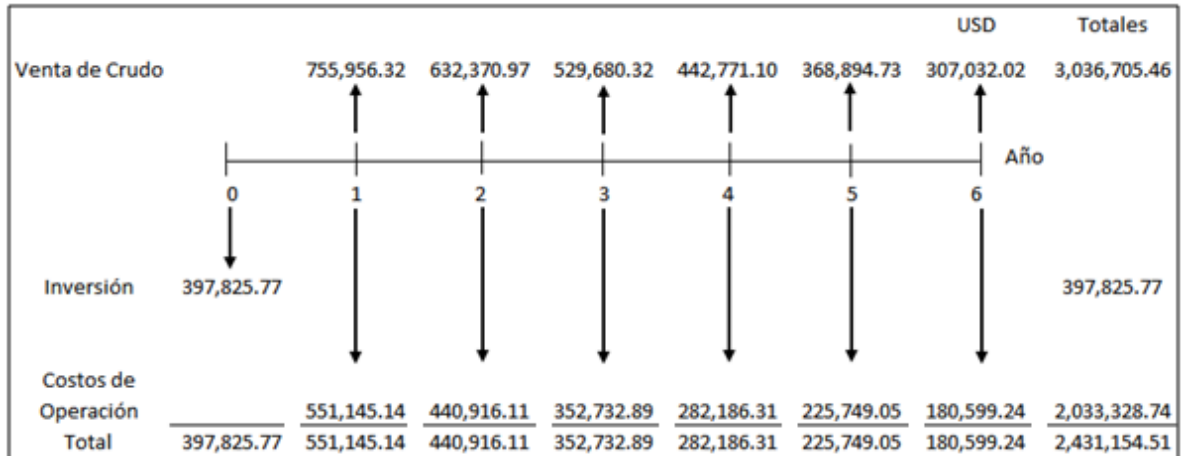 USD Totales
Venta de Crudo 755,956.32 632,370.97 529,680.32 442,771.10 368,894.73 307,032.02 3,036,705.46
Año
0 1 2 3 4 5 6
Inversión 397,825.77 397,825.77
Costos de
Operación 551,145.14 440,916.11 352,732.89 282,186.31 225,749.05 180,599.24 2,033,328.74
Total 397,825.77 551,145.14 440,916.11 352,732.89 282,186.31 225,749.05 180,599.24 2,431,154.51